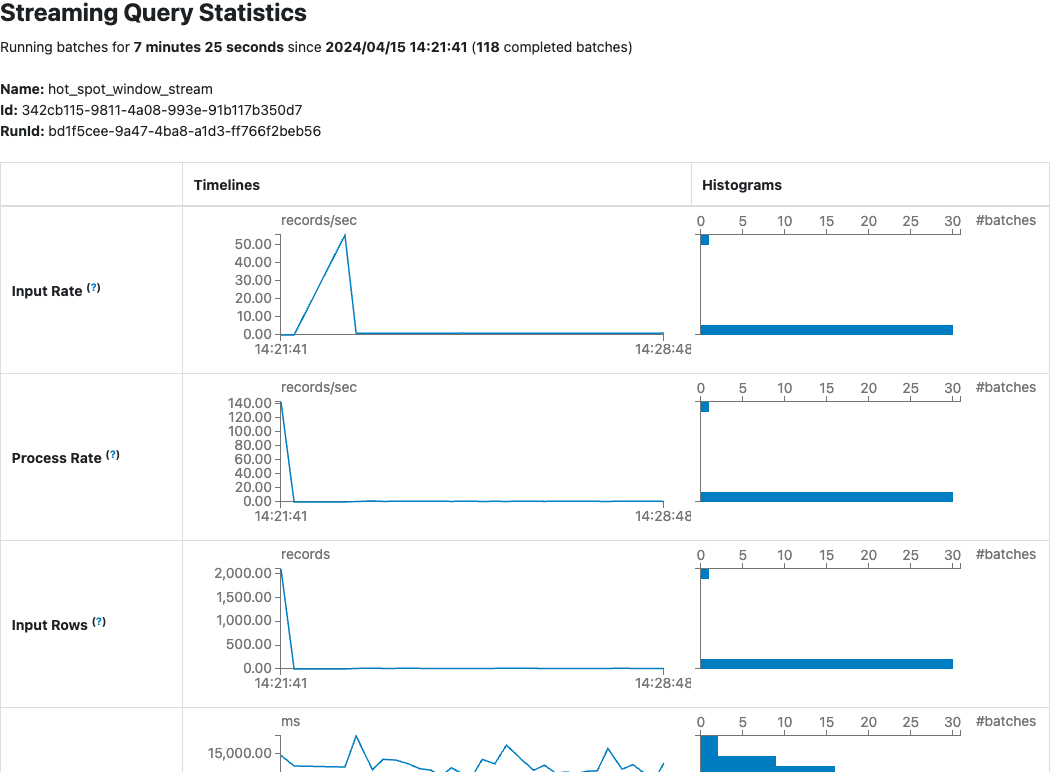 Streaming Query Statistics
Running batches for 7 minutes 25 seconds since 2024/04/15 14:21:41 (118 completed batches)
Name: hot_spot_window_stream
Id: 342cb115-9811-4a08-993e-91b117b350d7
RunId: bd1f5cee-9a47-4ba8-a1d3-ff766f2beb56
Timelines Histograms
records/sec 0 5 10 15 20 25 30 #batches
50.00
40.00
30.00
Input Rate (?)
20.00
10.00
0.00
14:21:41 14:28:48
records/sec 0 5 10 15 20 25 30 #batches
140.00
120.00
100.00
80.00
Process Rate (?)
60.00
40.00
20.00
0.00
14:21:41 14:28:48
records 0 5 10 15 20 25 30 #batches
2,000.00
1,500.00
1,000.00
Input Rows (?)
500.00
0.00
14:21:41 14:28:48
ms 0 5 10 15 20 25 30 #batches
15,000.00